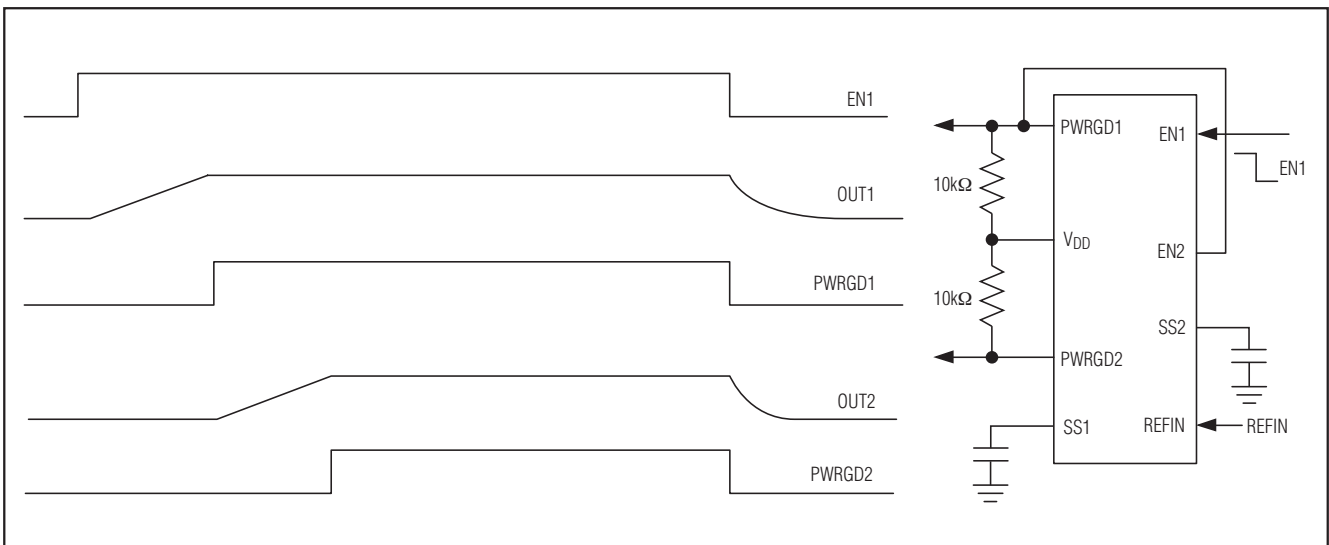 EN1
OUT1
PWRGD1
OUT2
PWRGD2
PWRGD1
EN1
EN1
10kΩ
VDD
EN2
10kΩ
SS2
PWRGD2
SS1
REFIN
REFIN